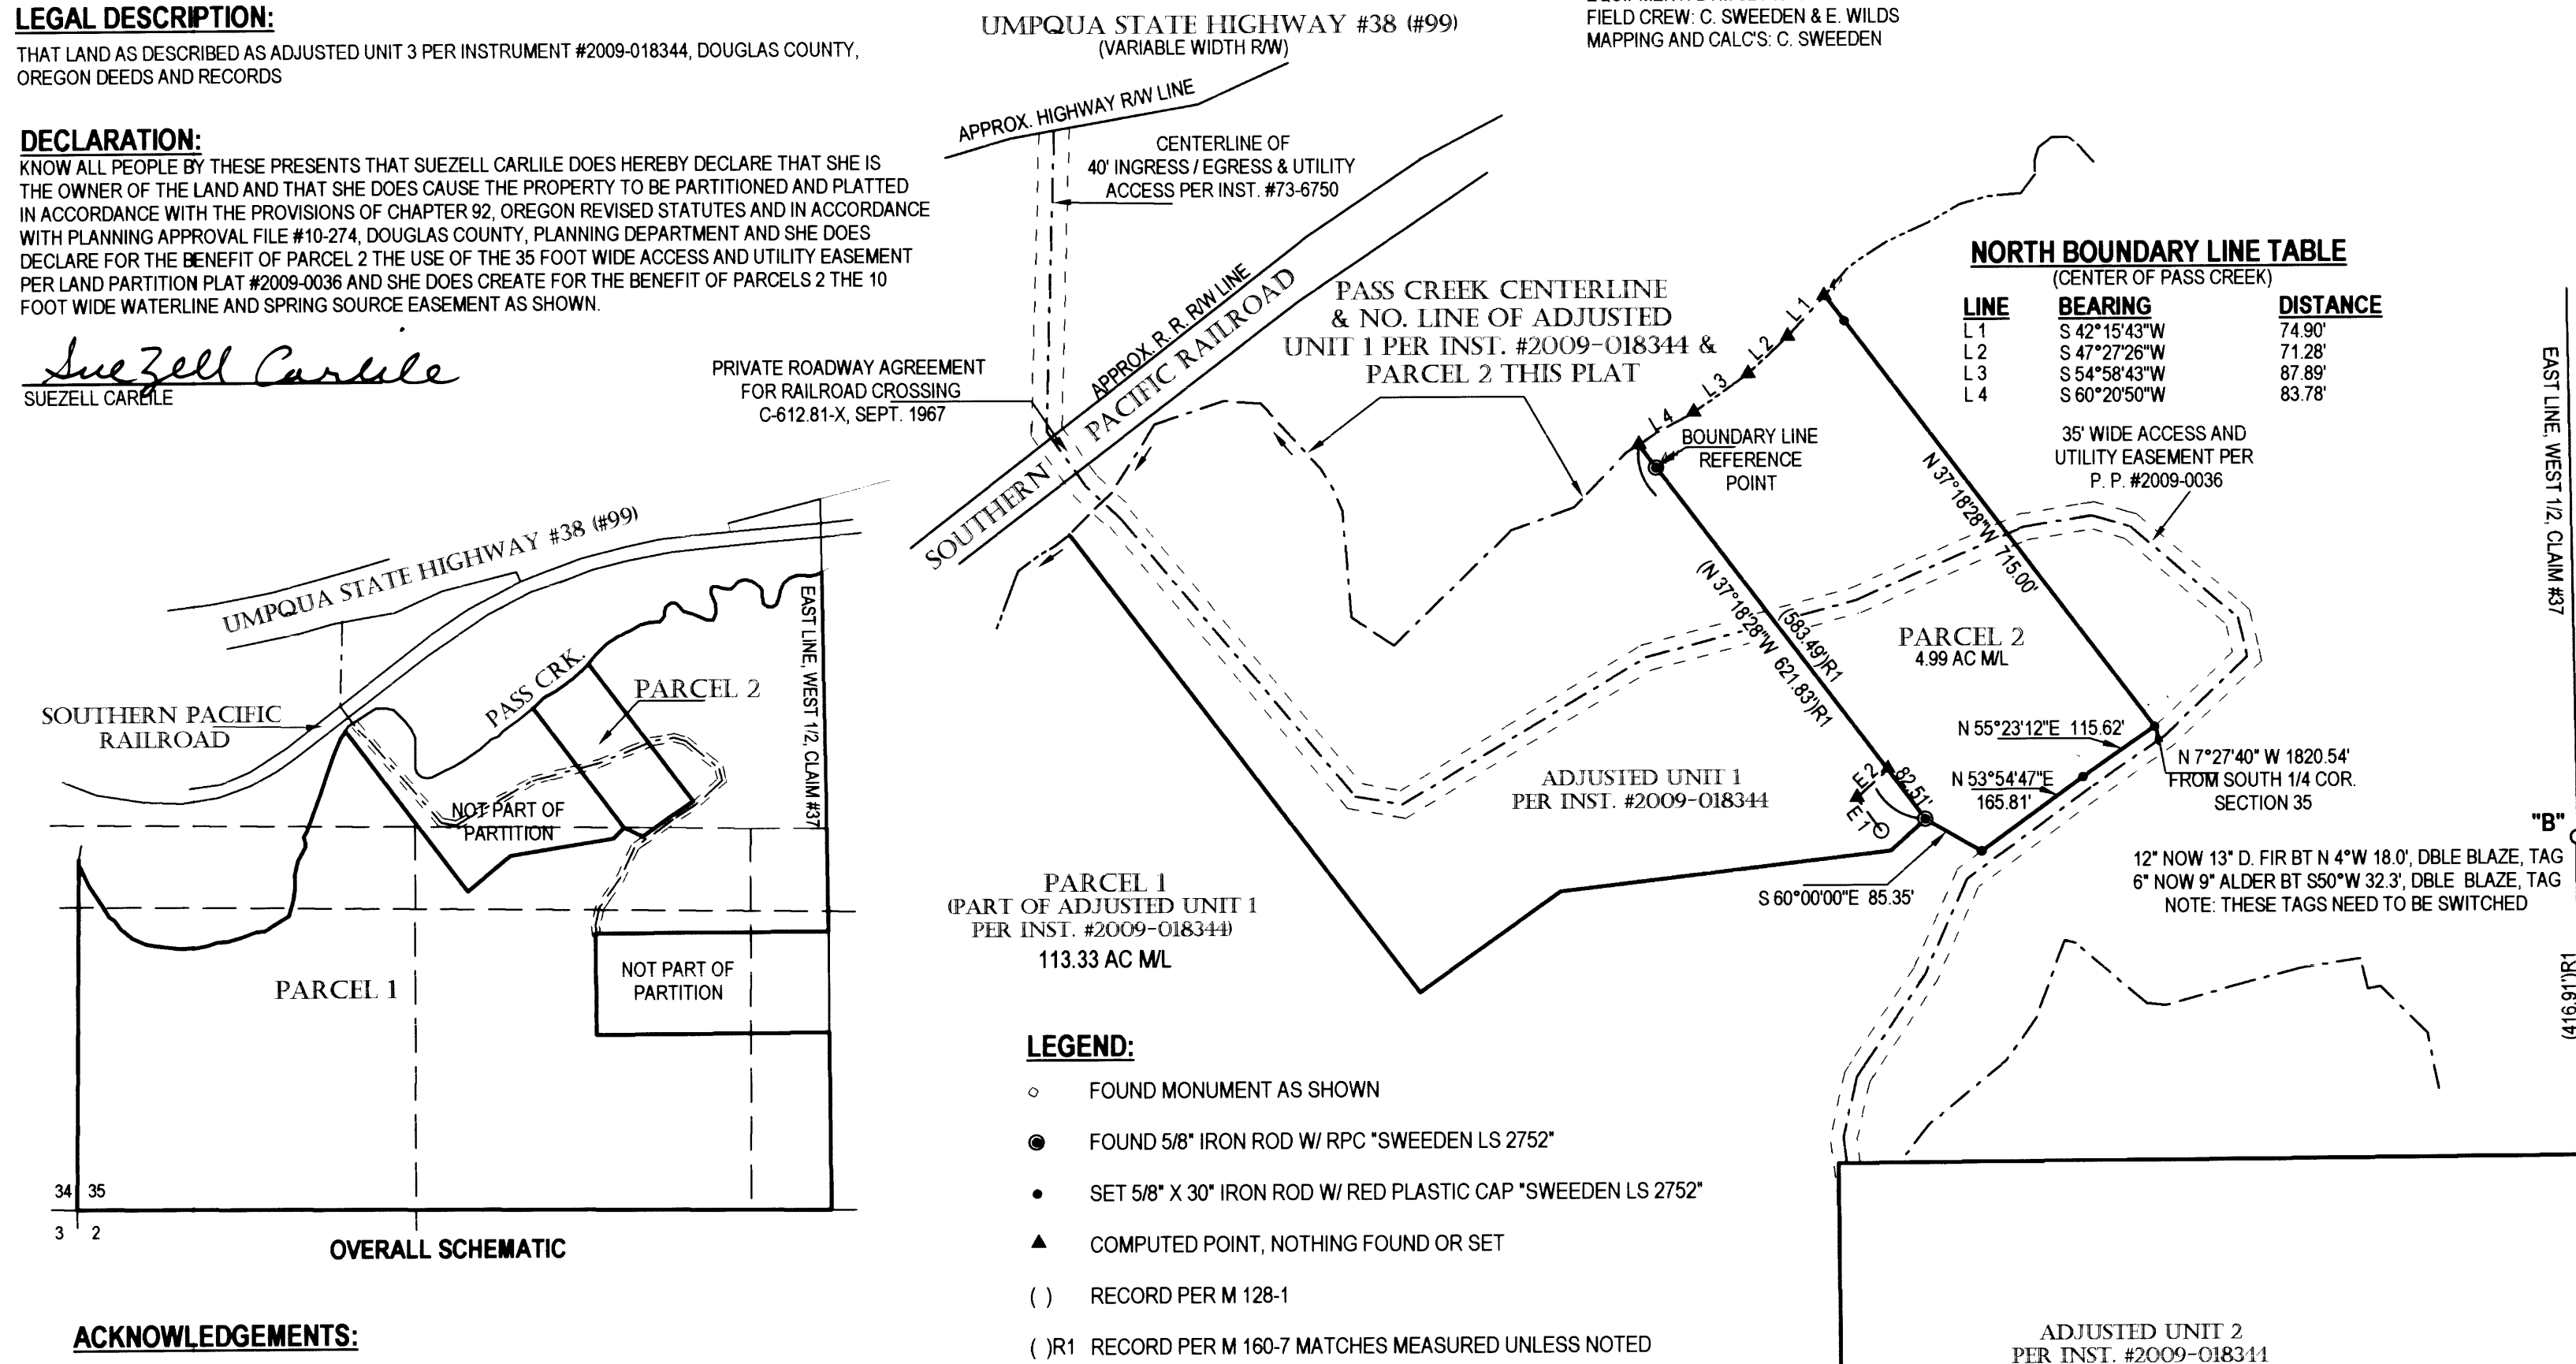 LEGAL DESCRIPTION:
THAT LAND AS DESCRIBED AS ADJUSTED UNIT 3 PER INSTRUMENT #2009-018344, DOUGLAS COUNTY,
OREGON DEEDS AND RECORDS
DECLARATION:
KNOW ALL PEOPLE BY THESE PRESENTS THAT SUEZELL CARLILE DOES HEREBY DECLARE THAT SHE IS
THE OWNER OF THE LAND AND THAT SHE DOES CAUSE THE PROPERTY TO BE PARTITIONED AND PLATTED
IN ACCORDANCE WITH THE PROVISIONS OF CHAPTER 92, OREGON REVISED STATUTES AND IN ACCORDANCE
WITH PLANNING APPROVAL FILE #10-274, DOUGLAS COUNTY, PLANNING DEPARTMENT AND SHE DOES
DECLARE FOR THE BENEFIT OF PARCEL 2 THE USE OF THE 35 FOOT WIDE ACCESS AND UTILITY EASEMENT
PER LAND PARTITION PLAT #2009-0036 AND SHE DOES CREATE FOR THE BENEFIT OF PARCELS 2 THE 10
FOOT WIDE WATERLINE AND SPRING SOURCE EASEMENT AS SHOWN.
Suezell Carlile
SUEZELL CARLILE
UMPQUA STATE HIGHWAY #38 (#99)
(VARIABLE WIDTH R/W)
FIELD CREW: C. SWEEDEN & E. WILDS
MAPPING AND CALC'S: C. SWEEDEN
APPROX. HIGHWAY R/W LINE
CENTERLINE OF
40' INGRESS / EGRESS & UTILITY
ACCESS PER INST. #73-6750
APPROX. R. R. R/W LINE
SOUTHERN PACIFIC RAILROAD
PRIVATE ROADWAY AGREEMENT
FOR RAILROAD CROSSING
C-612.81-X, SEPT. 1967
PASS CREEK CENTERLINE
& NO. LINE OF ADJUSTED
UNIT 1 PER INST. #2009-018344 &
PARCEL 2 THIS PLAT
L 1
L 2
L 3
L 4
BOUNDARY LINE
REFERENCE
POINT
NORTH BOUNDARY LINE TABLE
(CENTER OF PASS CREEK)
LINE BEARING DISTANCE
L 1 S 42°15'43"W 74.90'
L 2 S 47°27'26"W 71.28'
L 3 S 54°58'43"W 87.89'
L 4 S 60°20'50"W 83.78'
35' WIDE ACCESS AND
UTILITY EASEMENT PER
P. P. #2009-0036
EAST LINE, WEST 1/2, CLAIM #37
N 37°18'28"W 715.00'
(583.49')R1
(N 37°18'28"W 621.83')R1
PARCEL 2
4.99 AC M/L
N 55°23'12"E 115.62'
N 53°54'47"E
165.81'
N 7°27'40" W 1820.54'
FROM SOUTH 1/4 COR.
SECTION 35
ADJUSTED UNIT 1
PER INST. #2009-018344
E 2
E 1
82.51'
S 60°00'00"E 85.35'
"B"
12" NOW 13" D. FIR BT N 4°W 18.0', DBLE BLAZE, TAG
6" NOW 9" ALDER BT S50°W 32.3', DBLE BLAZE, TAG
NOTE: THESE TAGS NEED TO BE SWITCHED
(416.91')R1
PARCEL 1
(PART OF ADJUSTED UNIT 1
PER INST. #2009-018344)
113.33 AC M/L
UMPQUA STATE HIGHWAY #38 (#99)
SOUTHERN PACIFIC
RAILROAD
PASS CRK.
PARCEL 2
EAST LINE, WEST 1/2, CLAIM #37
NOT PART OF
PARTITION
NOT PART OF
PARTITION
PARCEL 1
34 35
3 2
OVERALL SCHEMATIC
LEGEND:
FOUND MONUMENT AS SHOWN
FOUND 5/8" IRON ROD W/ RPC "SWEEDEN LS 2752"
SET 5/8" X 30" IRON ROD W/ RED PLASTIC CAP "SWEEDEN LS 2752"
COMPUTED POINT, NOTHING FOUND OR SET
( ) RECORD PER M 128-1
( )R1 RECORD PER M 160-7 MATCHES MEASURED UNLESS NOTED
ACKNOWLEDGEMENTS:
ADJUSTED UNIT 2
PER INST. #2009-018344